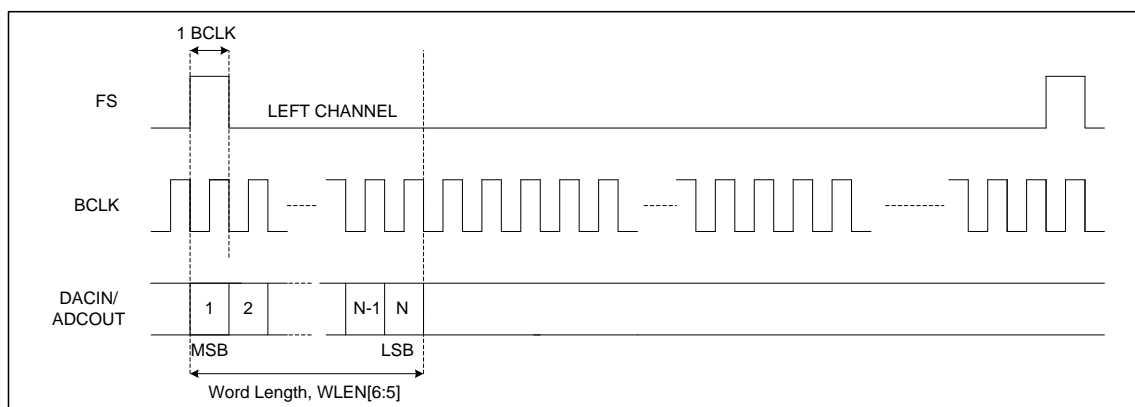 1 BCLK
FS
LEFT CHANNEL
BCLK
DACIN/
ADCOUT
1
2
N-1
N
MSB
LSB
Word Length, WLEN[6:5]